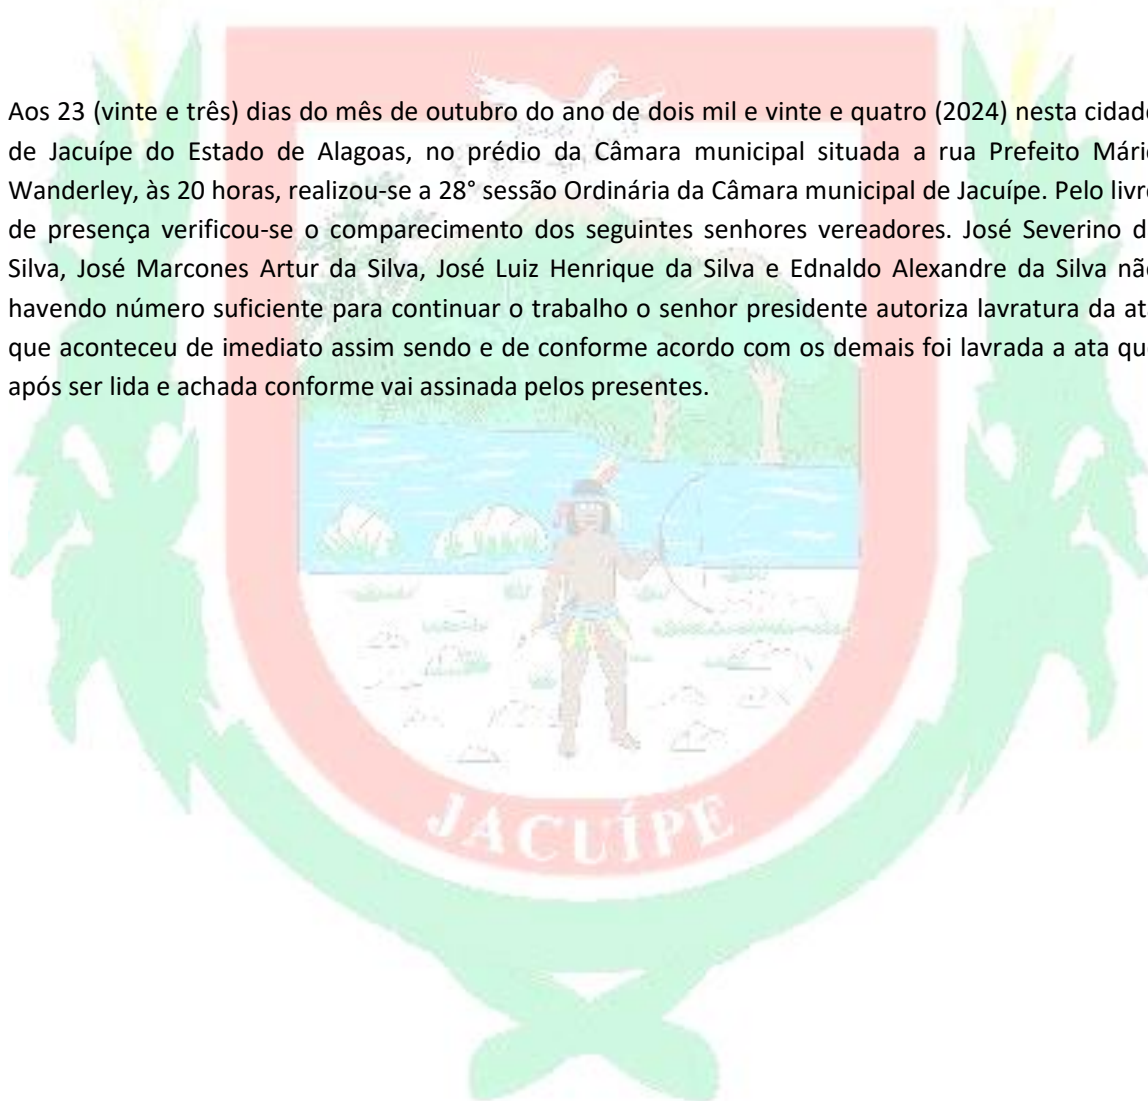 Aos 23 (vinte e três) dias do mês de outubro do ano de dois mil e vinte e quatro (2024) nesta cidad
de Jacuípe do Estado de Alagoas, no prédio da Câmara municipal situada a rua Prefeito Mári
Wanderley, às 20 horas, realizou-se a 28° sessão Ordinária da Câmara municipal de Jacuípe. Pelo livr
de presença verificou-se o comparecimento dos seguintes senhores vereadores. José Severino d
Silva, José Marcones Artur da Silva, José Luiz Henrique da Silva e Ednaldo Alexandre da Silva nã
havendo número suficiente para continuar o trabalho o senhor presidente autoriza lavratura da at
que aconteceu de imediato assim sendo e de conforme acordo com os demais foi lavrada a ata qu
após ser lida e achada conforme vai assinada pelos presentes.
JACUÍPE